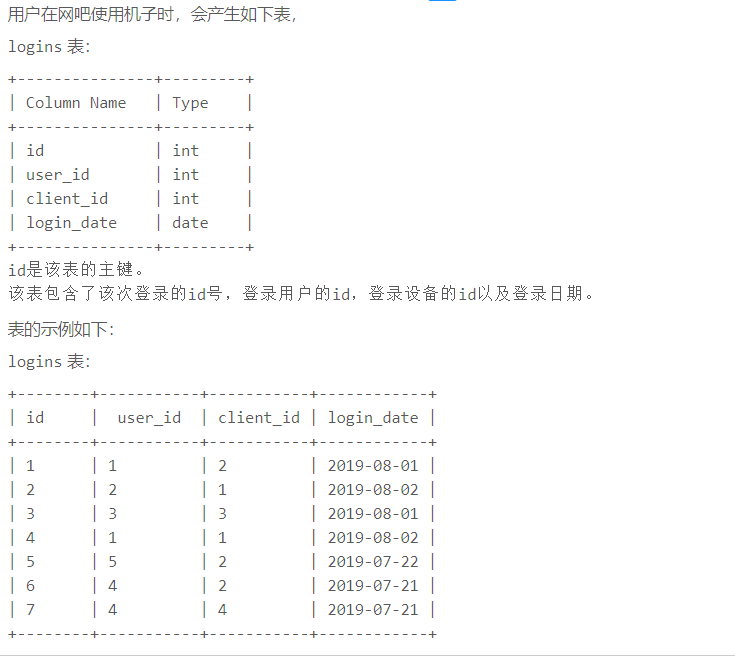 用户在网吧使用机子时，会产生如下表，
logins 表：
+---------------+---------+
| Column Name   | Type    |
+---------------+---------+
| id            | int     |
| user_id       | int     |
| client_id     | int     |
| login_date    | date    |
+---------------+---------+
id是该表的主键。
该表包含了该次登录的id号，登录用户的id，登录设备的id以及登录日期。
表的示例如下：
logins 表：
+--------+-----------+-----------+------------+
| id     |  user_id  | client_id | login_date |
+--------+-----------+-----------+------------+
| 1      | 1         | 2         | 2019-08-01 |
| 2      | 2         | 1         | 2019-08-02 |
| 3      | 3         | 3         | 2019-08-01 |
| 4      | 1         | 1         | 2019-08-02 |
| 5      | 5         | 2         | 2019-07-22 |
| 6      | 4         | 2         | 2019-07-21 |
| 7      | 4         | 4         | 2019-07-21 |
+--------+-----------+-----------+------------+